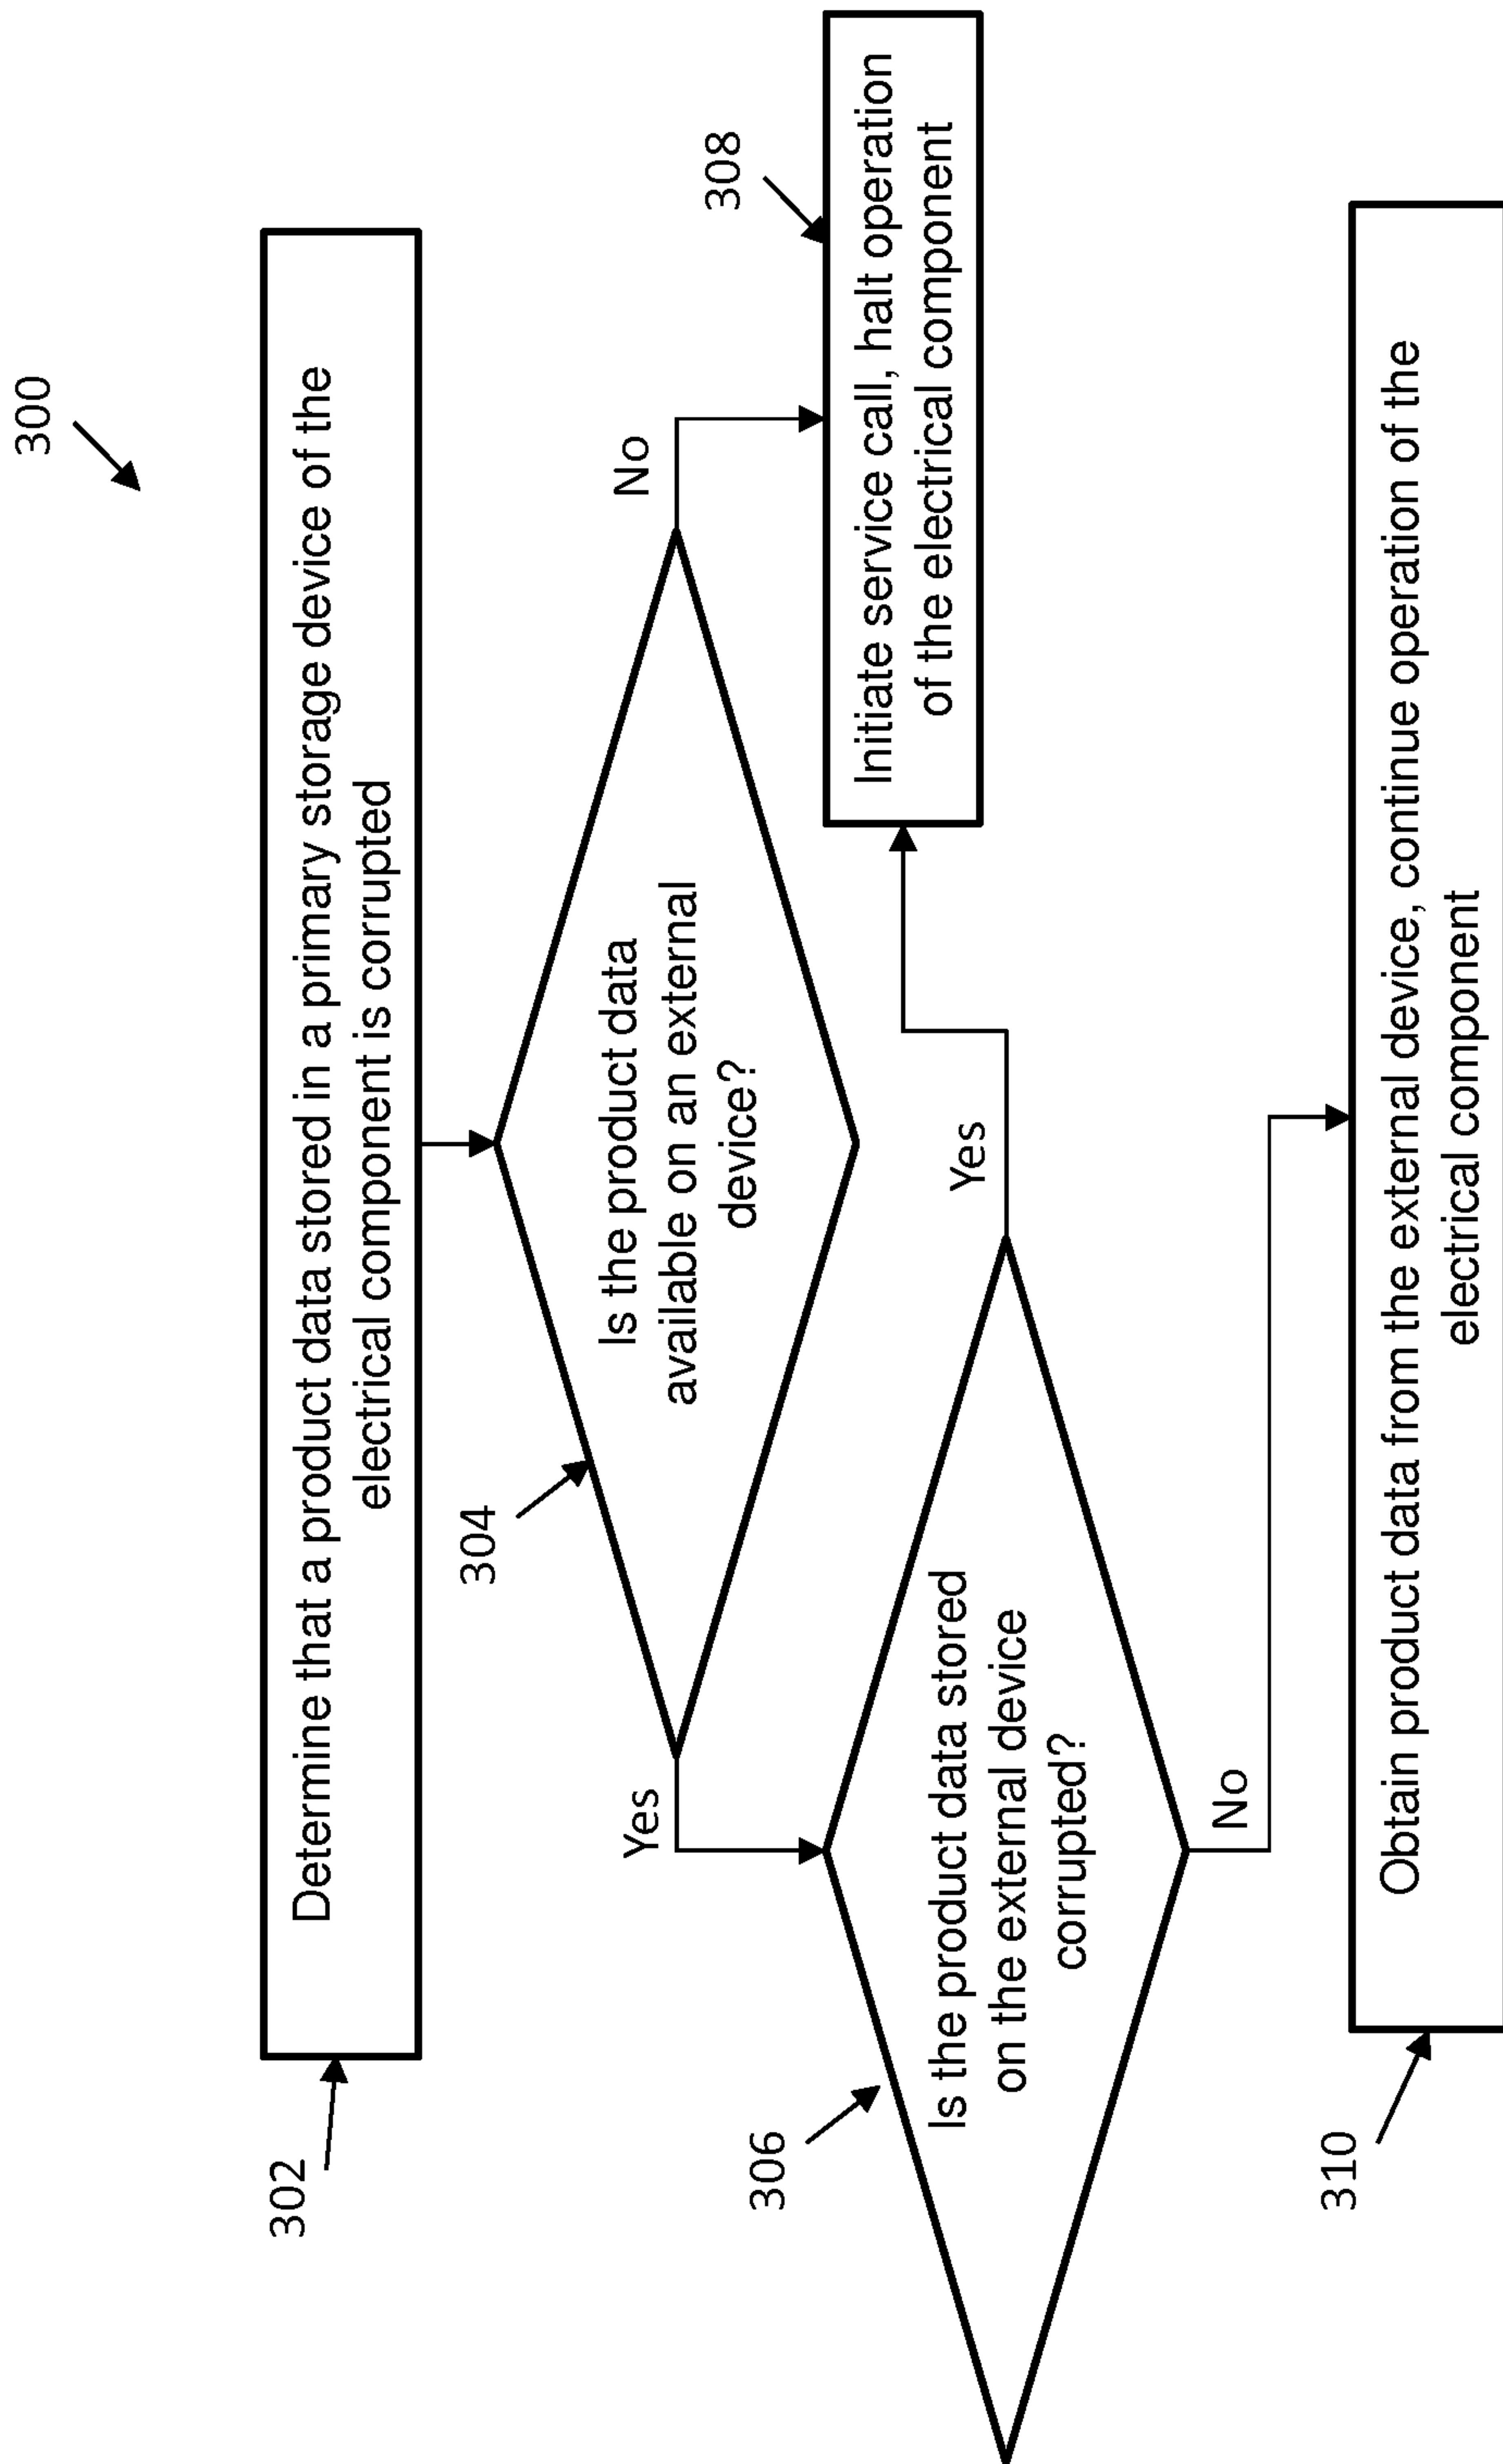 300
302
Determine that a product data stored in a primary storage device of the
electrical component is corrupted
304
Is the product data
available on an external
device?
Yes
No
306
Is the product data stored
on the external device
corrupted?
Yes
No
308
Initiate service call, halt operation
of the electrical component
310
Obtain product data from the external device, continue operation of the
electrical component